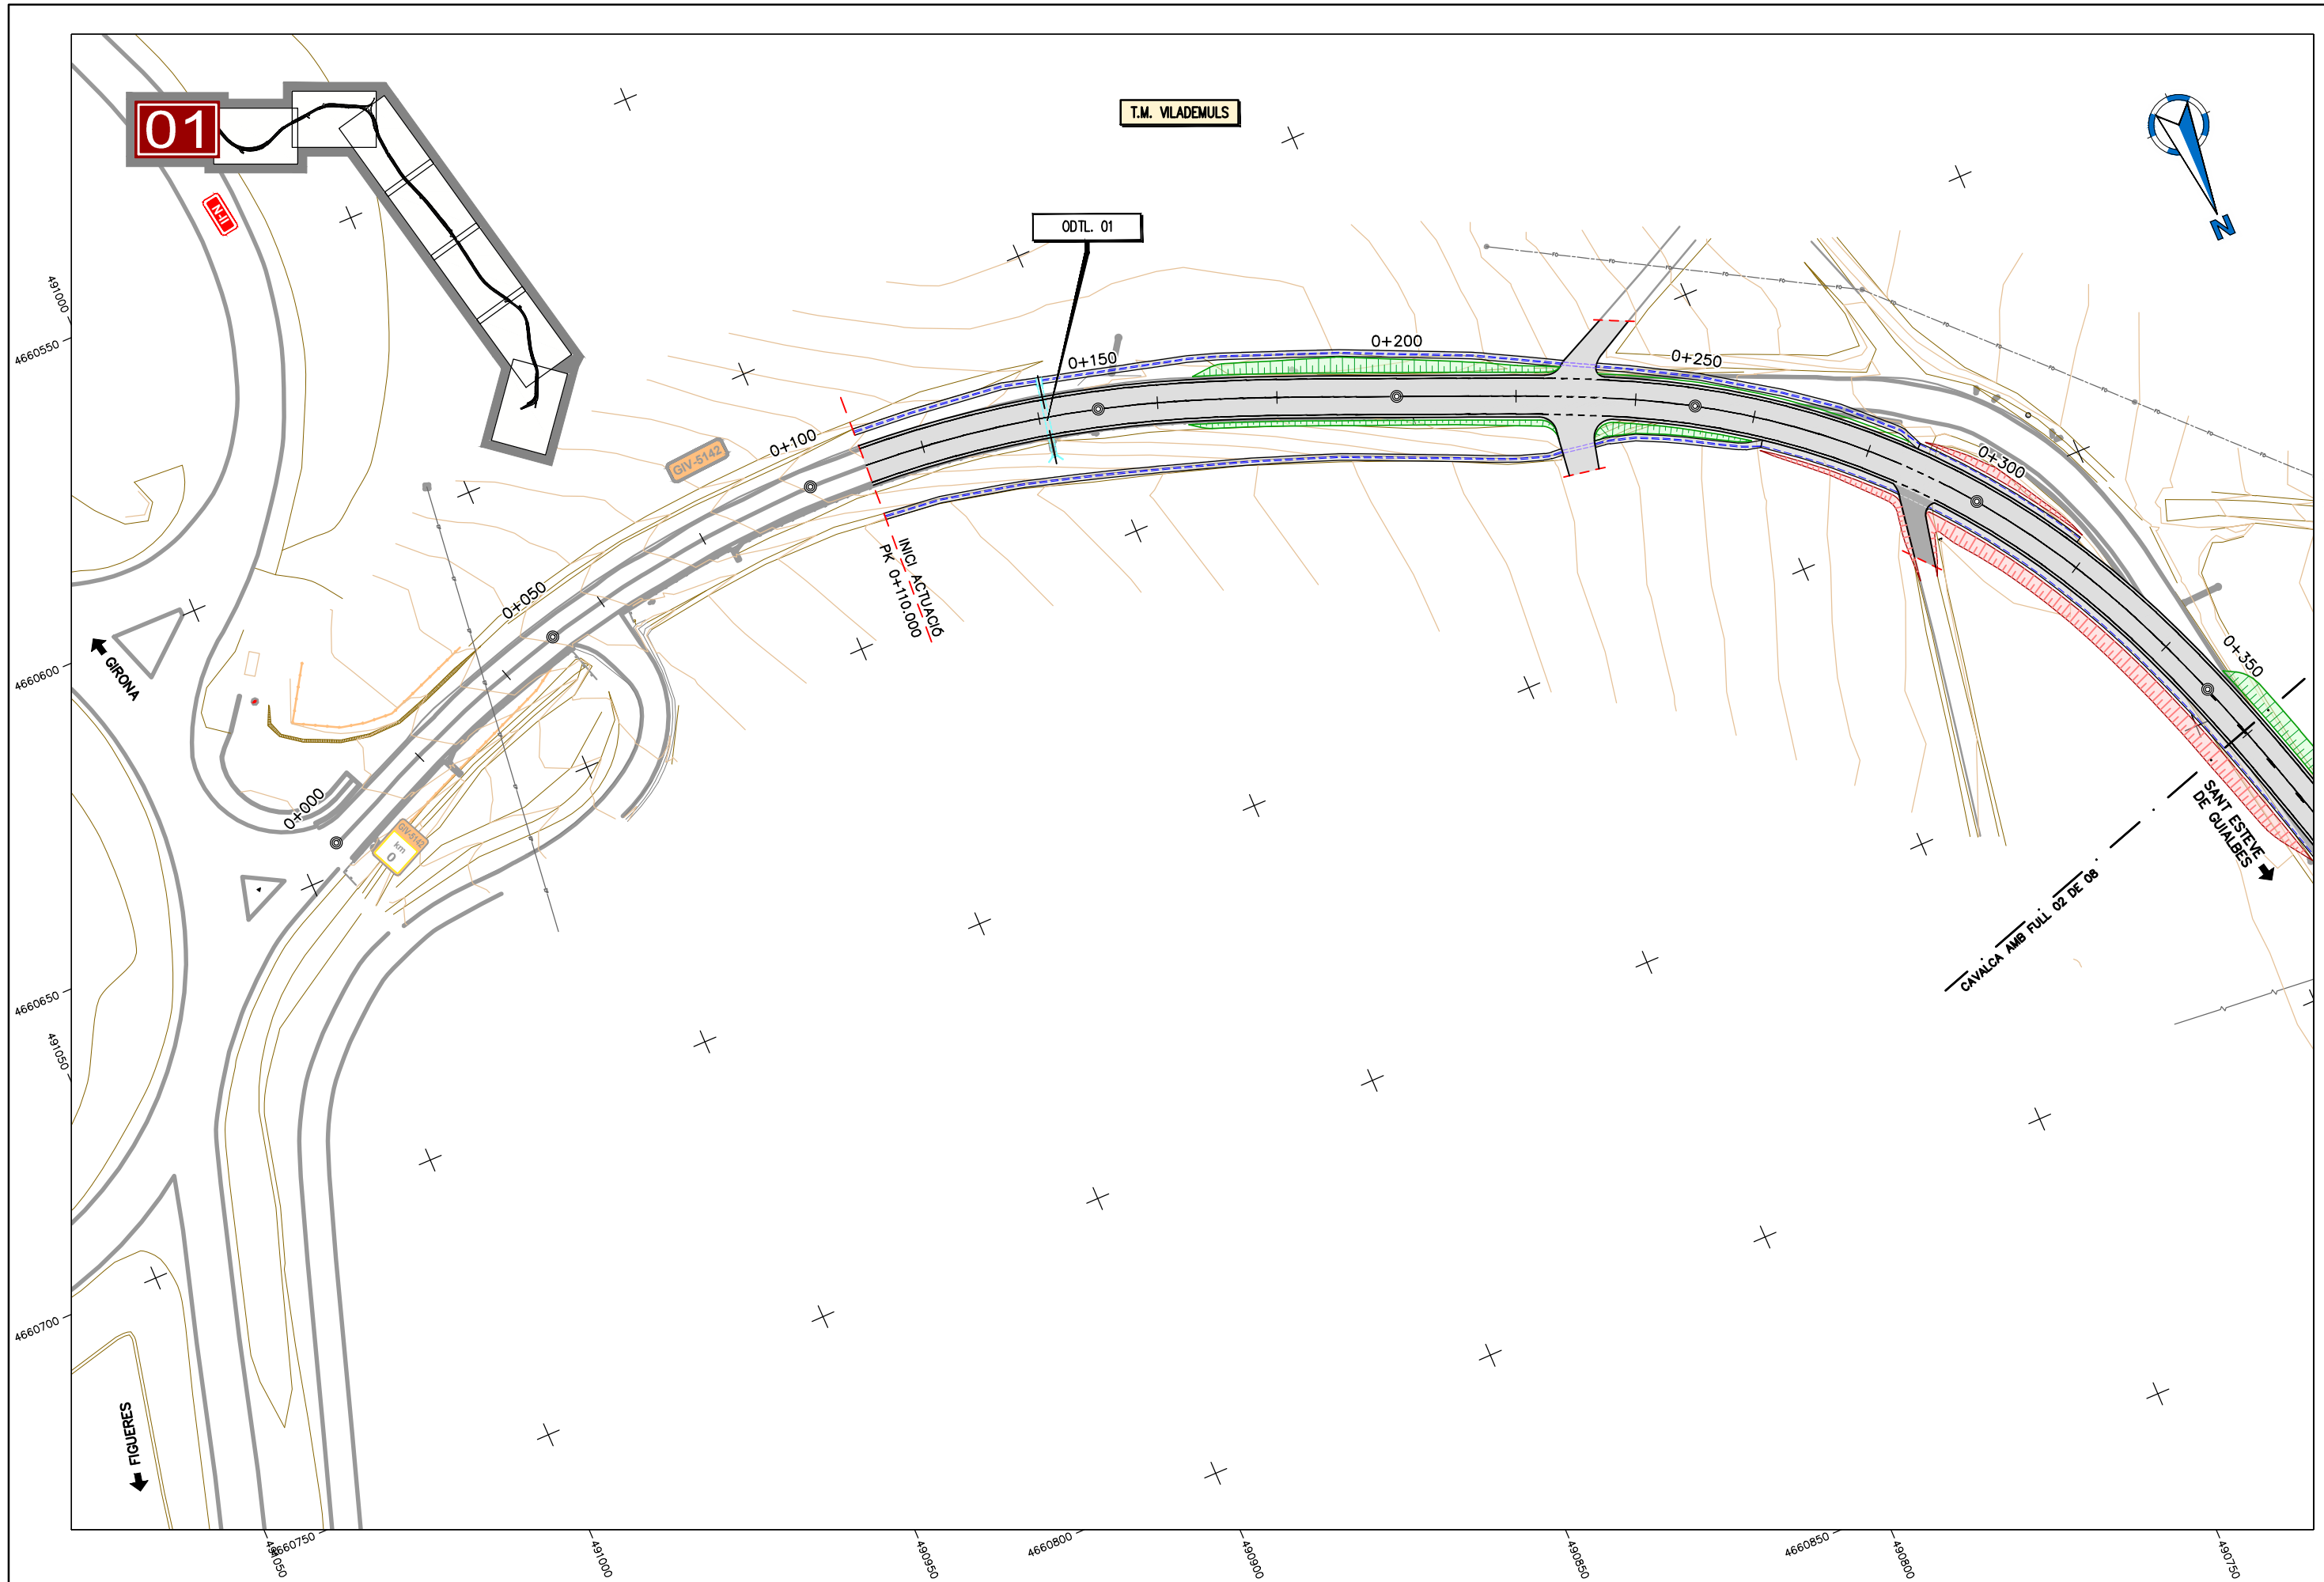 01
T.M. VILADEMULS
N-II
N
ODTL. 01
491000
4660550
0+150
0+200
0+250
0+100
GIV-5142
0+300
INICI ACTUACIÓ
PK 0+110.000
0+050
GIRONA
4660600
0+350
0+000
GIV-5142
km
0
SANT ESTEVE
DE GUIALBES
CAVALCA AMB FULL 02 DE 08
4660650
491050
4660700
FIGUERES
491050
4660750
491000
490950
4660800
490900
490850
4660850
490800
490750